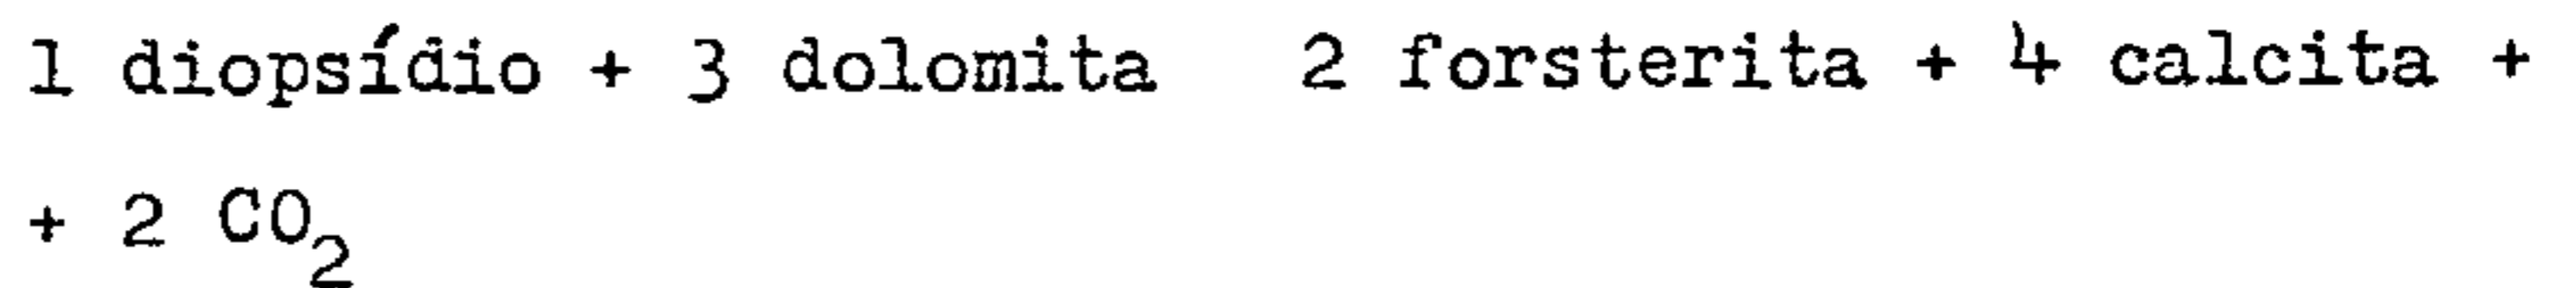 1 diopsídio + 3 dolomita 2 forsterita + 4 calcita +
+ 2 CO₂